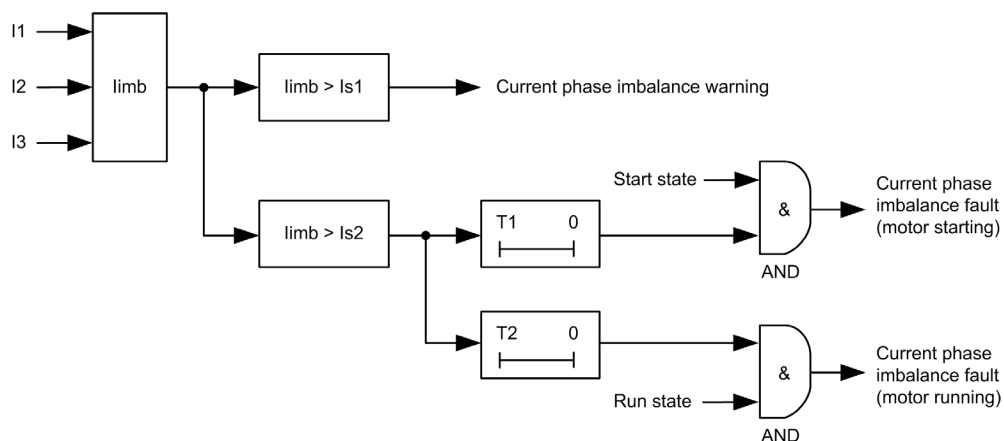 I1
I2
I3
Iimb
Iimb > Is1
Current phase imbalance warning
Start state
&
Current phase
imbalance fault
(motor starting)
AND
Iimb > Is2
T1 0
T2 0
Run state
&
Current phase
imbalance fault
(motor running)
AND